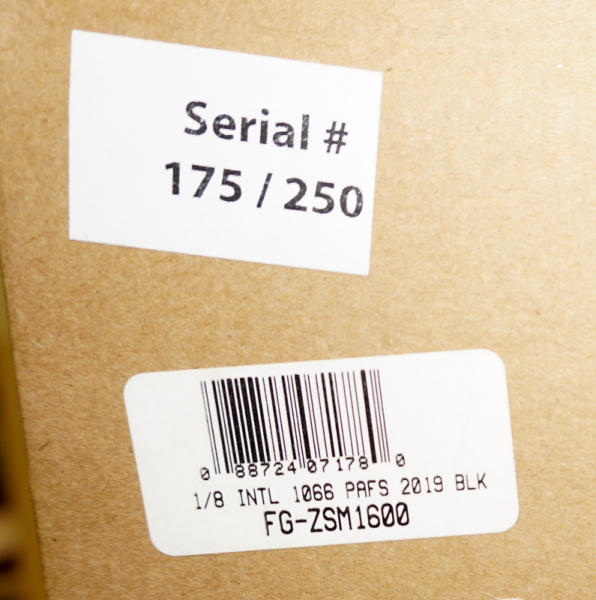 Serial #
175 / 250
0 88724 07178 0
1/8 INTL 1066 PAFS 2019 BLK
FG-ZSM1600